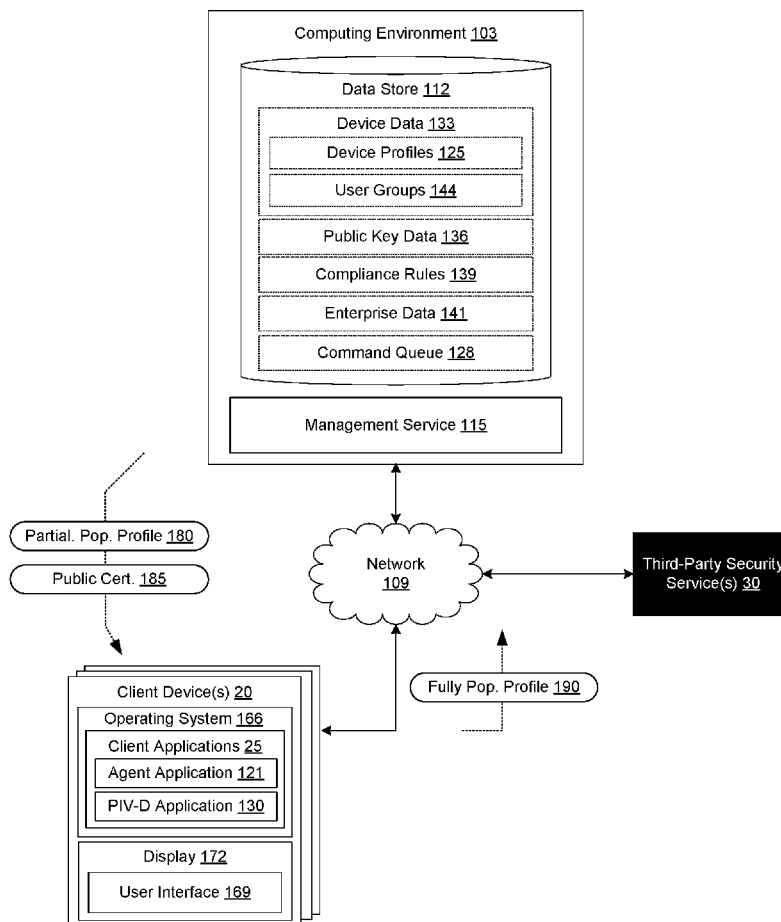 Computing Environment 103
Data Store 112
Device Data 133
Device Profiles 125
User Groups 144
Public Key Data 136
Compliance Rules 139
Enterprise Data 141
Command Queue 128
Management Service 115
Partial. Pop. Profile 180
Public Cert. 185
Network
109
Third-Party Security
Service(s) 30
Fully Pop. Profile 190
Client Device(s) 20
Operating System 166
Client Applications 25
Agent Application 121
PIV-D Application 130
Display 172
User Interface 169